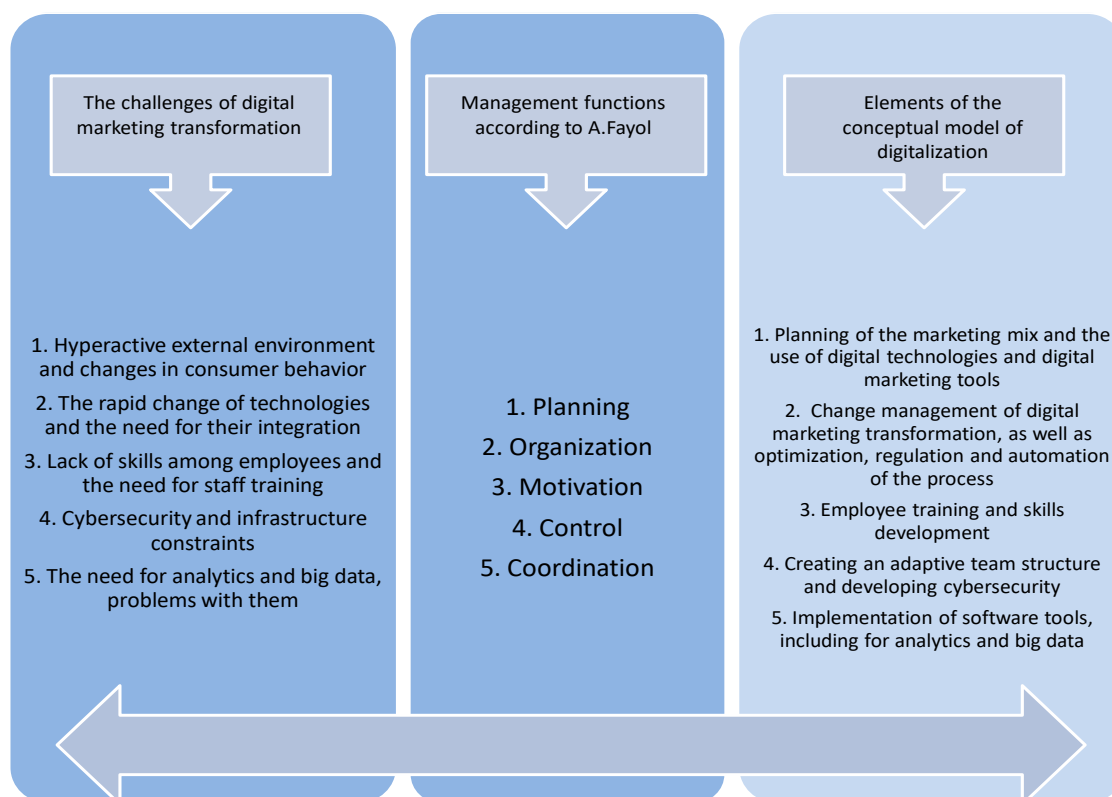 The challenges of digital
marketing transformation
1. Hyperactive external environment
and changes in consumer behavior
2. The rapid change of technologies
and the need for their integration
3. Lack of skills among employees and
the need for staff training
4. Cybersecurity and infrastructure
constraints
5. The need for analytics and big data,
problems with them
Management functions
according to A.Fayol
1. Planning
2. Organization
3. Motivation
4. Control
5. Coordination
Elements of the
conceptual model of
digitalization
1. Planning of the marketing mix and the
use of digital technologies and digital
marketing tools
2. Change management of digital
marketing transformation, as well as
optimization, regulation and automation
of the process
3. Employee training and skills
development
4. Creating an adaptive team structure
and developing cybersecurity
5. Implementation of software tools,
including for analytics and big data